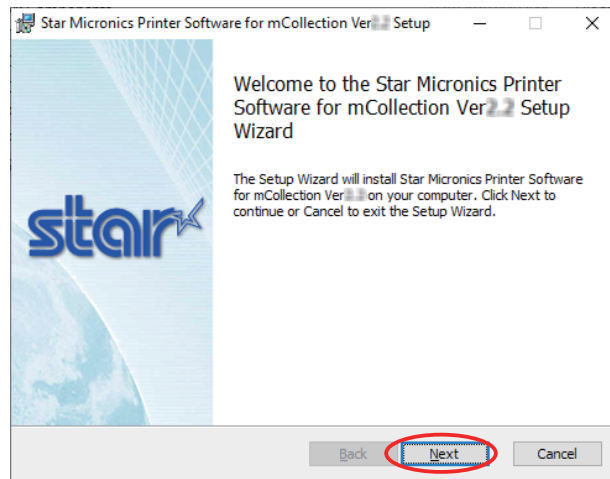 Star Micronics Printer Software for mCollection Ver Setup
Welcome to the Star Micronics Printer
Software for mCollection Ver Setup
Wizard
The Setup Wizard will install Star Micronics Printer Software
for mCollection Ver on your computer. Click Next to
continue or Cancel to exit the Setup Wizard.
star
Back Next Cancel